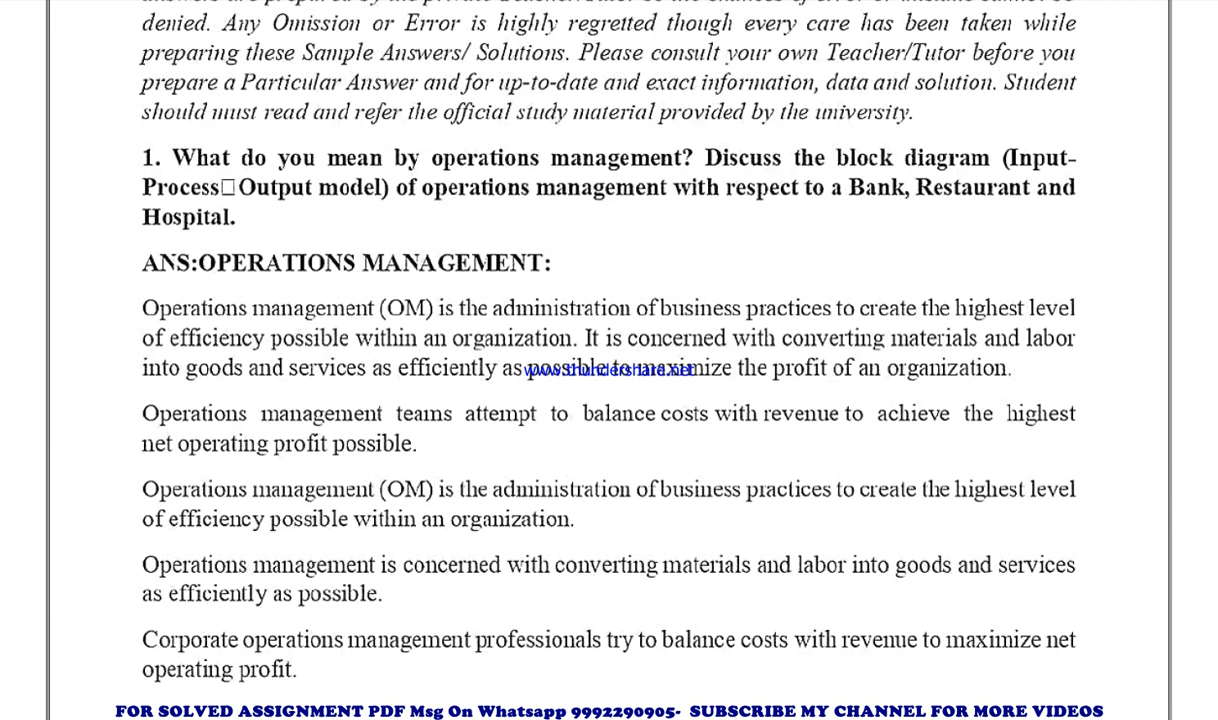 denied. Any Omission or Error is highly regretted though every care has been taken while
preparing these Sample Answers/ Solutions. Please consult your own Teacher/Tutor before you
prepare a Particular Answer and for up-to-date and exact information, data and solution. Student
should must read and refer the official study material provided by the university.
1. What do you mean by operations management? Discuss the block diagram (Input-
Process□Output model) of operations management with respect to a Bank, Restaurant and
Hospital.
ANS:OPERATIONS MANAGEMENT:
Operations management (OM) is the administration of business practices to create the highest level
of efficiency possible within an organization. It is concerned with converting materials and labor
into goods and services as efficiently as possible to maximize the profit of an organization.
www.thundershare.net
Operations management teams attempt to balance costs with revenue to achieve the highest
net operating profit possible.
Operations management (OM) is the administration of business practices to create the highest level
of efficiency possible within an organization.
Operations management is concerned with converting materials and labor into goods and services
as efficiently as possible.
Corporate operations management professionals try to balance costs with revenue to maximize net
operating profit.
FOR SOLVED ASSIGNMENT PDF Msg On Whatsapp 9992290905- SUBSCRIBE MY CHANNEL FOR MORE VIDEOS